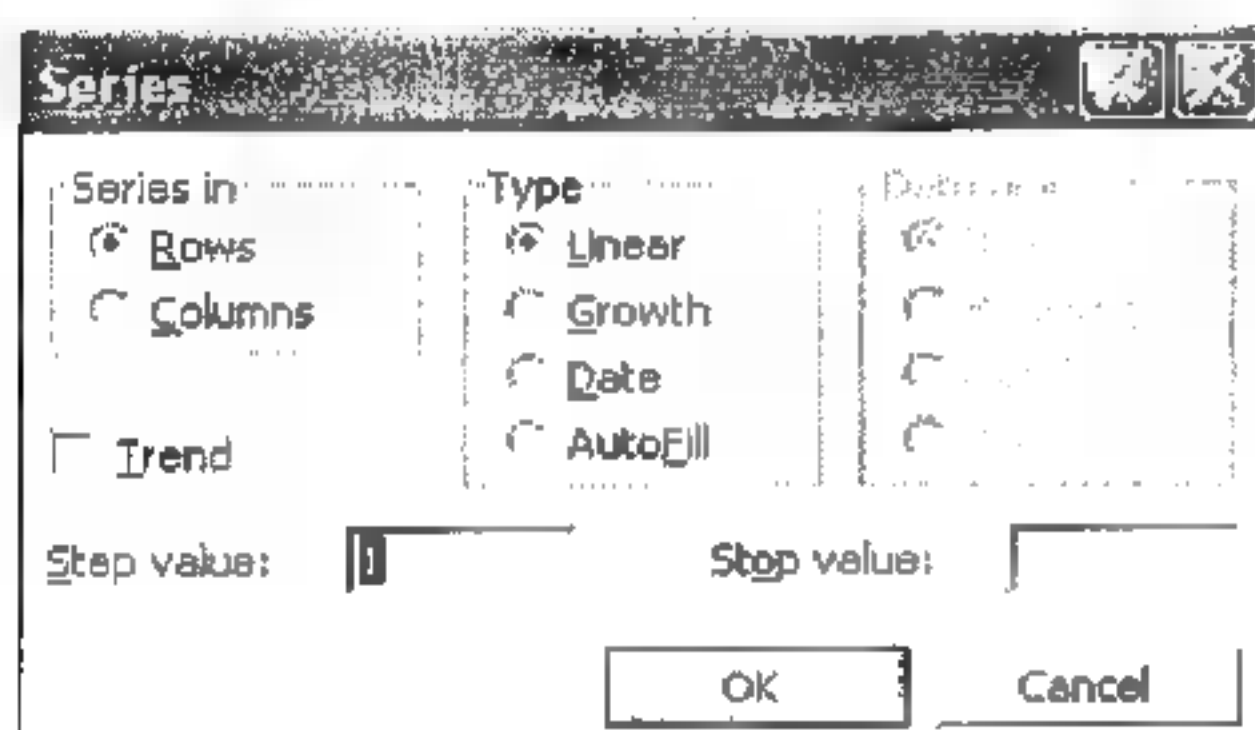 Series
Series in
Rows
Columns
Trend
Type
Linear
Growth
Date
AutoFill
Step value: 1
Stop value:
OK
Cancel